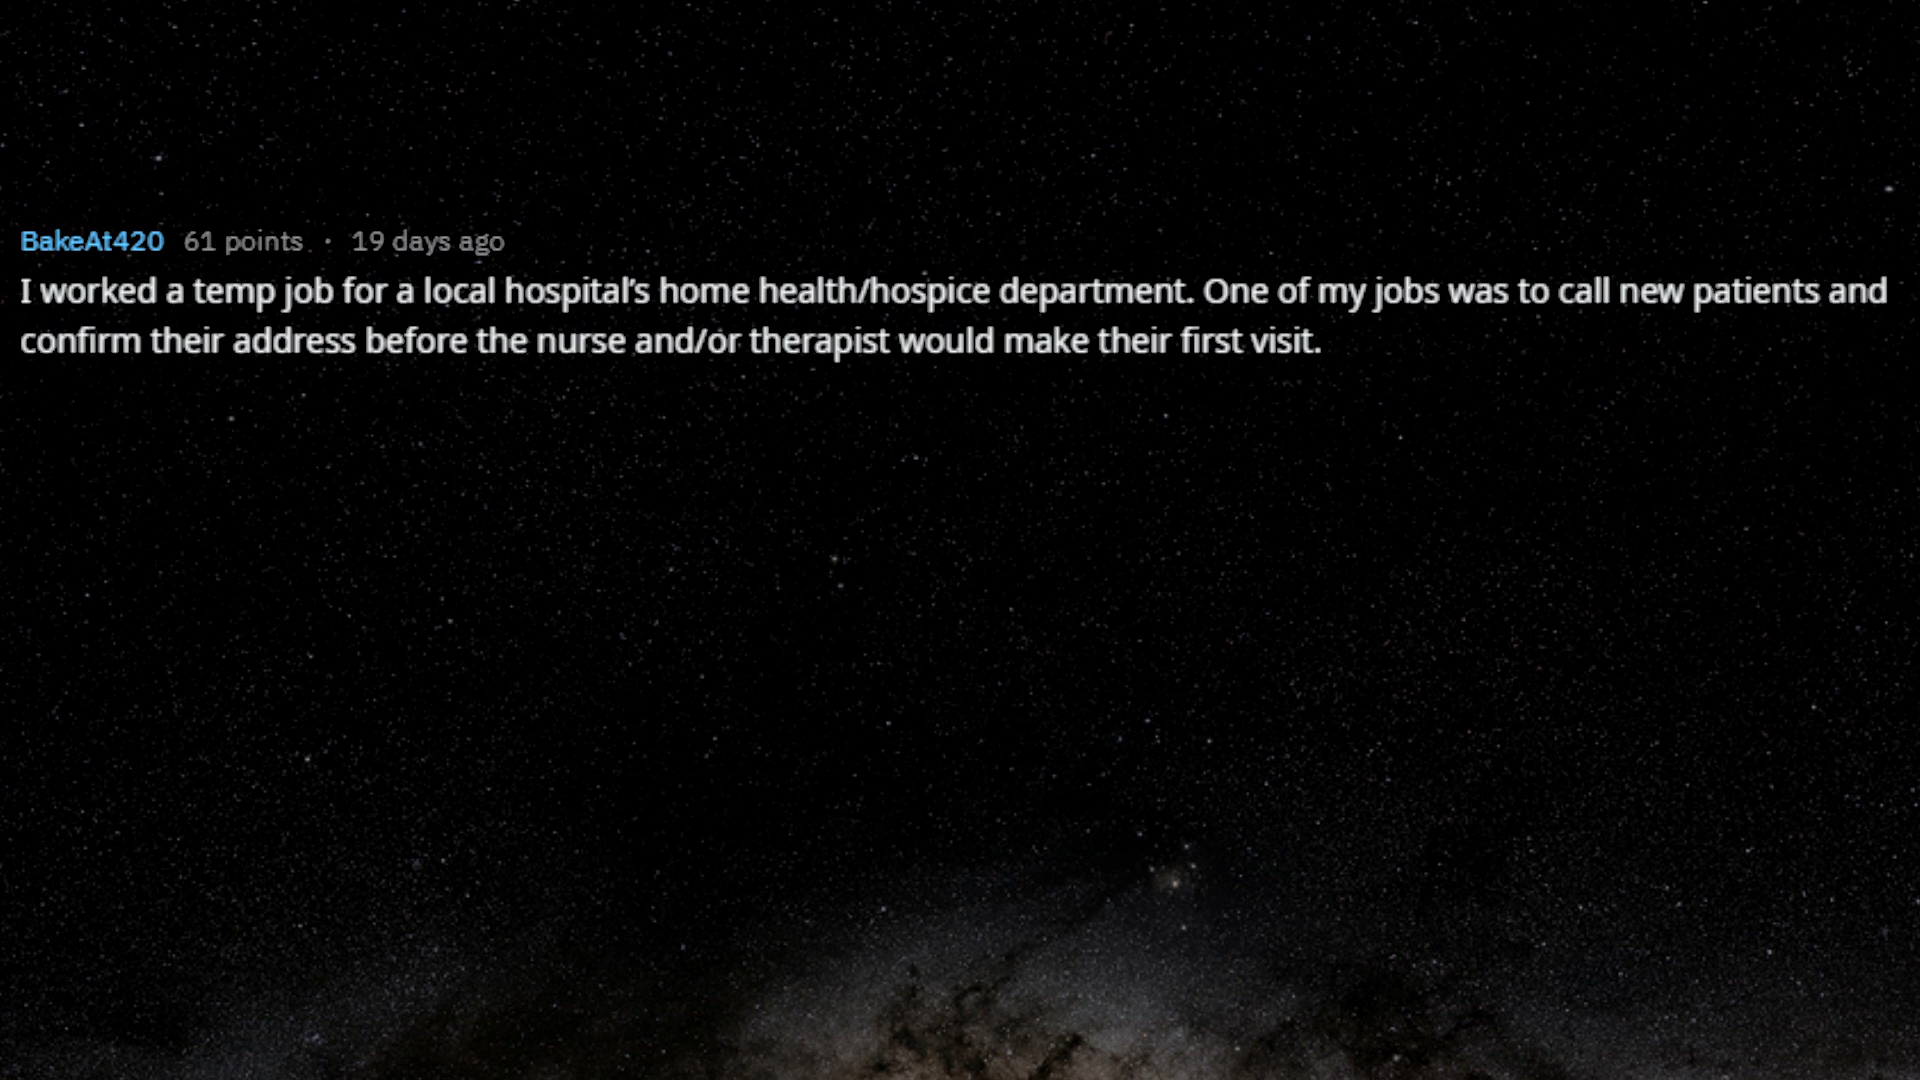 BakeAt420 61 points · 19 days ago
I worked a temp job for a local hospital's home health/hospice department. One of my jobs was to call new patients and
confirm their address before the nurse and/or therapist would make their first visit.